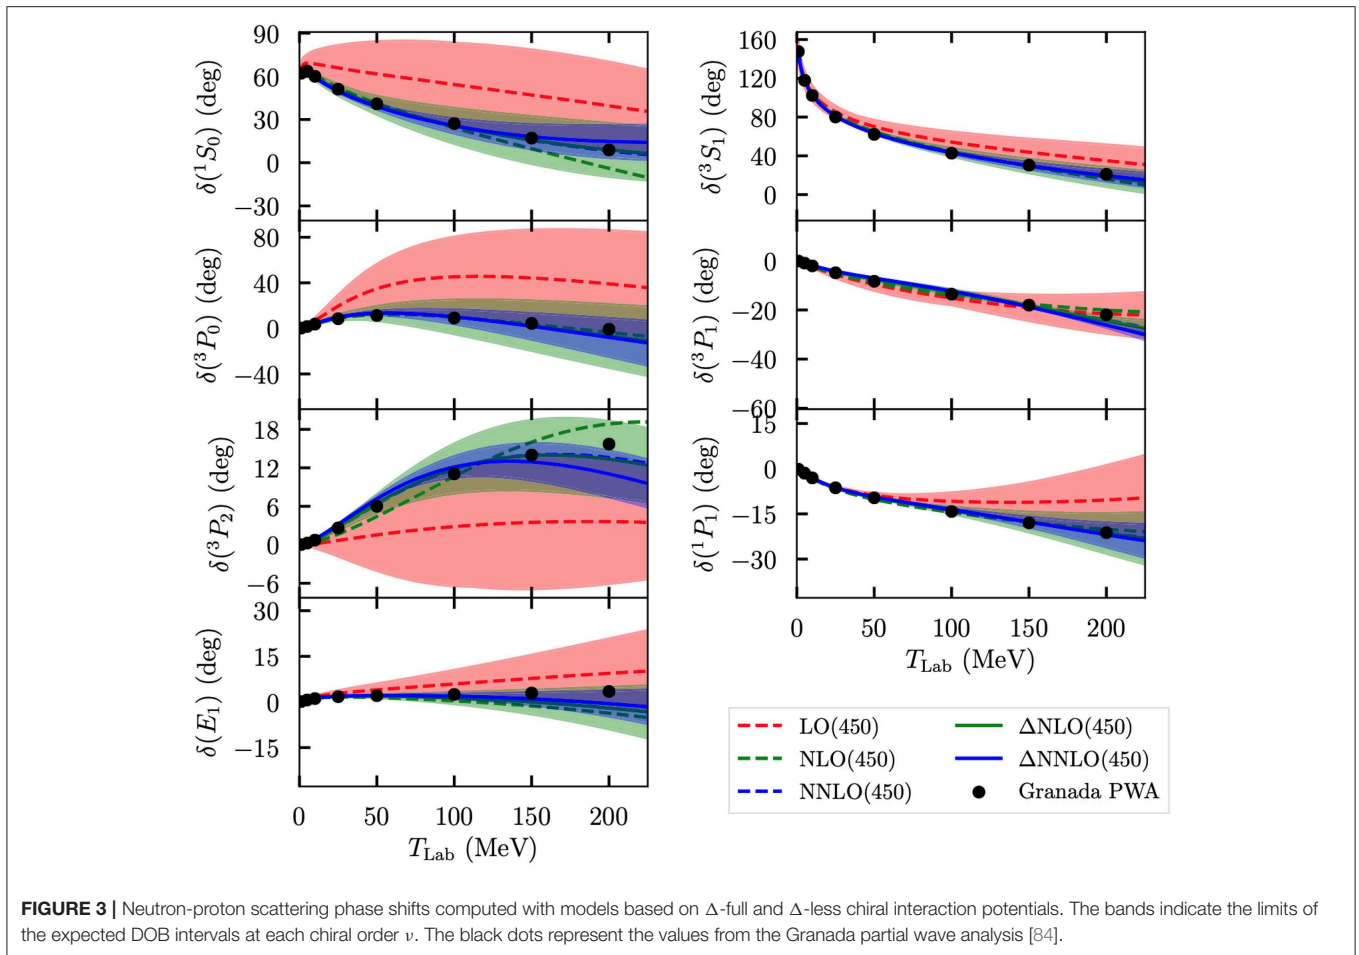 90
60
30
0
−30
δ(¹S₀) (deg)
160
120
80
40
0
δ(³S₁) (deg)
80
40
0
−40
δ(³P₀) (deg)
0
−20
−40
−60
δ(³P₁) (deg)
18
12
6
0
−6
δ(³P₂) (deg)
15
0
−15
−30
δ(¹P₁) (deg)
0 50 100 150 200
T_Lab (MeV)
30
15
0
−15
δ(E₁) (deg)
0 50 100 150 200
T_Lab (MeV)
LO(450)
NLO(450)
NNLO(450)
ΔNLO(450)
ΔNNLO(450)
Granada PWA
FIGURE 3 | Neutron-proton scattering phase shifts computed with models based on Δ-full and Δ-less chiral interaction potentials. The bands indicate the limits of
the expected DOB intervals at each chiral order ν. The black dots represent the values from the Granada partial wave analysis [84].